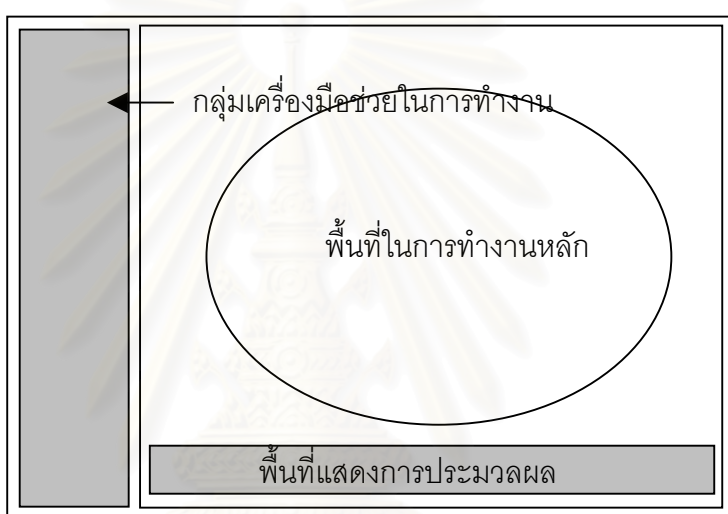 กลุ่มเครื่องมือช่วยในการทำงาน
พื้นที่ในการทำงานหลัก
พื้นที่แสดงการประมวลผล